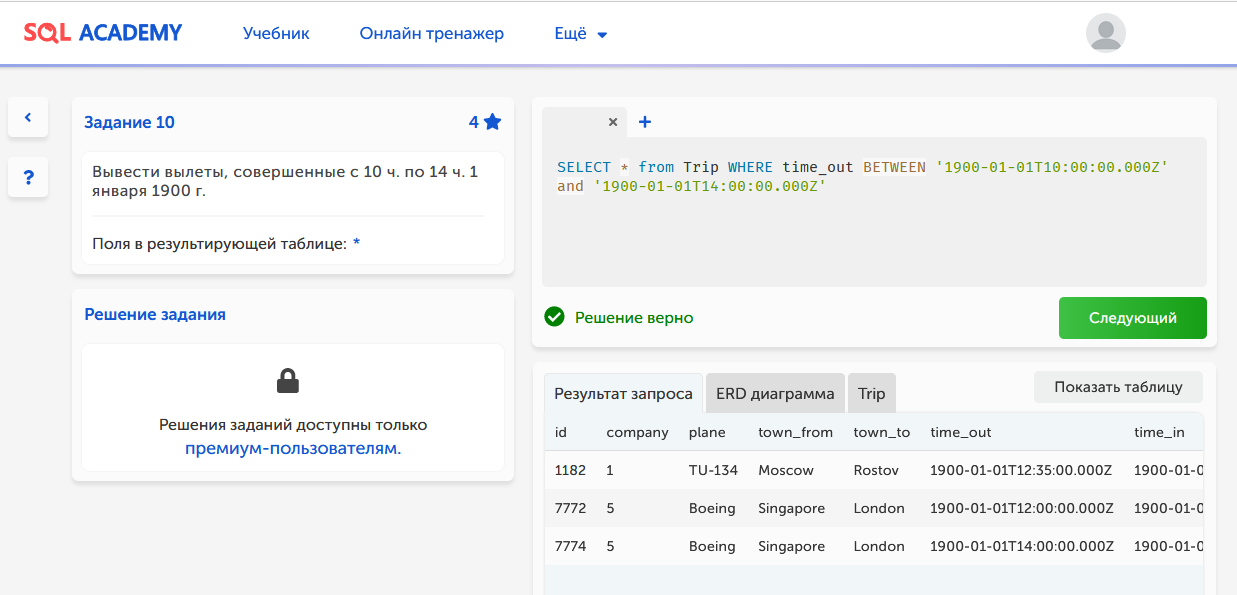 SQL ACADEMY
Учебник
Онлайн тренажер
Ещё
Задание 10
4
Вывести вылеты, совершенные с 10 ч. по 14 ч. 1
января 1900 г.
Поля в результирующей таблице: *
Решение задания
Решения заданий доступны только
премиум-пользователям.
?
× +
SELECT * from Trip WHERE time_out BETWEEN '1900-01-01T10:00:00.000Z'
and '1900-01-01T14:00:00.000Z'
Решение верно
Следующий
Результат запроса
ERD диаграмма
Trip
Показать таблицу
id company plane town_from town_to time_out time_in
1182 1 TU-134 Moscow Rostov 1900-01-01T12:35:00.000Z 1900-01-0
7772 5 Boeing Singapore London 1900-01-01T12:00:00.000Z 1900-01-0
7774 5 Boeing Singapore London 1900-01-01T14:00:00.000Z 1900-01-0